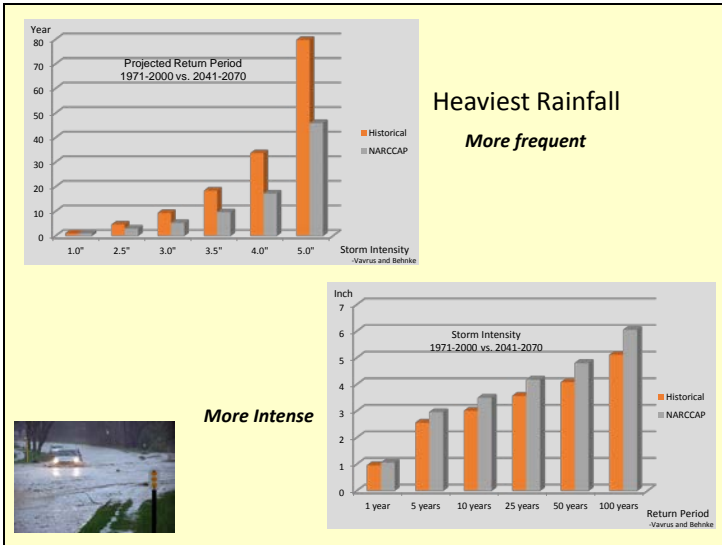 Year
80
70
60
50
40
30
20
10
0
Projected Return Period
1971-2000 vs. 2041-2070
Historical
NARCCAP
1.0" 2.5" 3.0" 3.5" 4.0" 5.0" Storm Intensity
-Vavrus and Behnke
Heaviest Rainfall
More frequent
Inch
7
6
5
4
3
2
1
0
Storm Intensity
1971-2000 vs. 2041-2070
Historical
NARCCAP
1 year 5 years 10 years 25 years 50 years 100 years
Return Period
-Vavrus and Behnke
More Intense